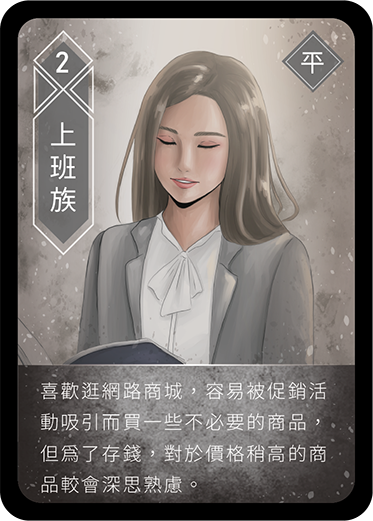 2
平
上班族
喜歡逛網路商城，容易被促銷活
動吸引而買一些不必要的商品，
但為了存錢，對於價格稍高的商
品較會深思熟慮。